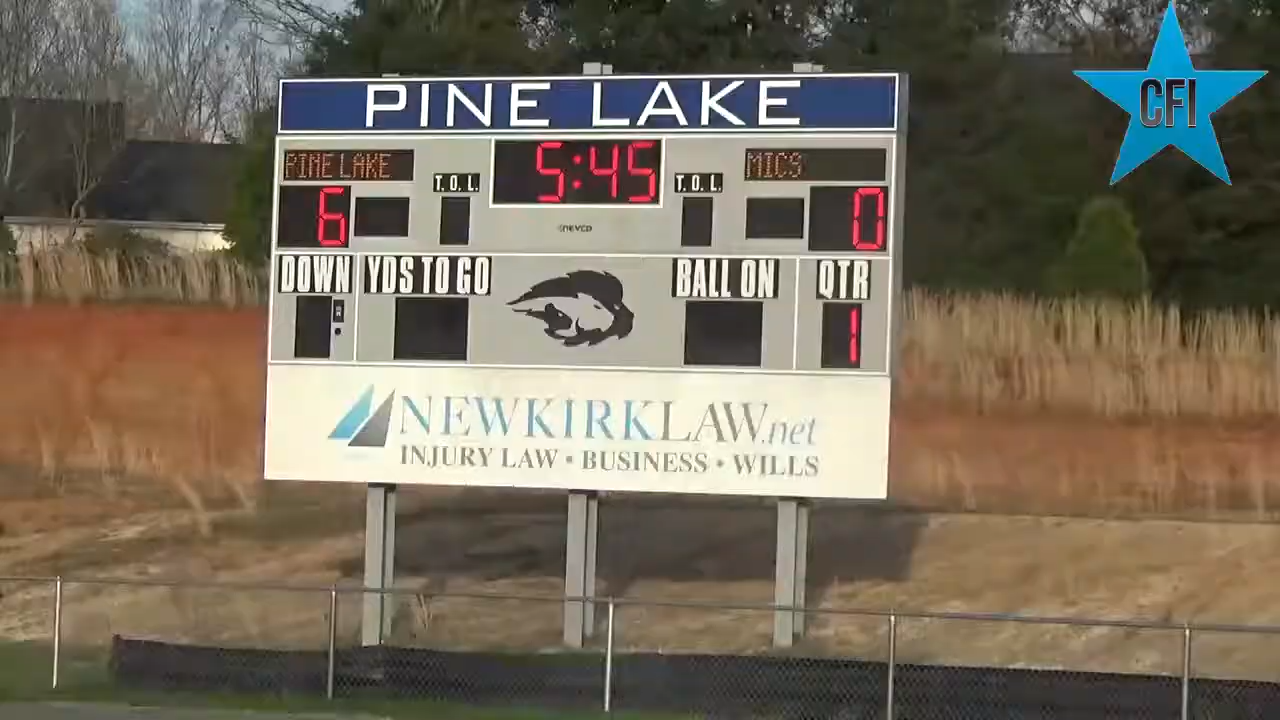 PINE LAKE
CFI
PINE LAKE
5:45
MICS
T.O.L.
T.O.L.
6
0
NEVCO
DOWN
YDS TO GO
BALL ON
QTR
1
NEWKIRKLAW.net
INJURY LAW • BUSINESS • WILLS